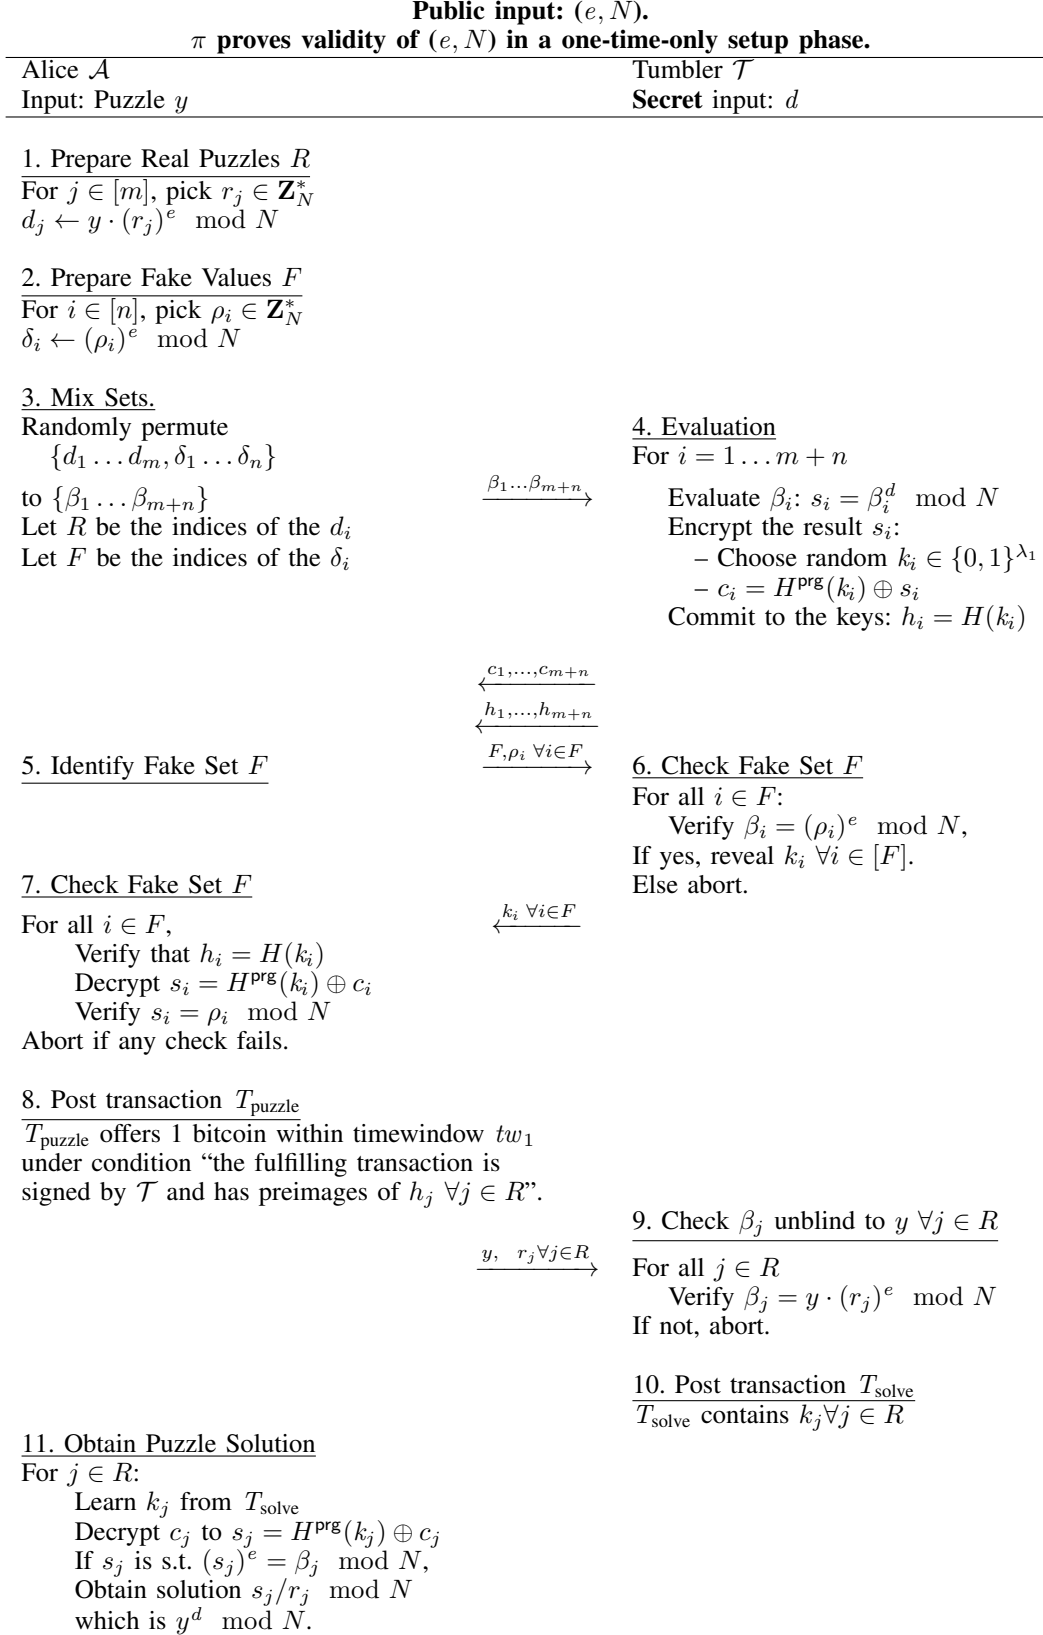 Public input: (e, N).
π proves validity of (e, N) in a one-time-only setup phase.
Alice 𝒜
Tumbler 𝒯
Input: Puzzle y
Secret input: d
1. Prepare Real Puzzles R
For j ∈ [m], pick r_j ∈ Z*_N
d_j ← y · (r_j)^e mod N
2. Prepare Fake Values F
For i ∈ [n], pick ρ_i ∈ Z*_N
δ_i ← (ρ_i)^e mod N
3. Mix Sets.
Randomly permute
{d_1 … d_m, δ_1 … δ_n}
to {β_1 … β_{m+n}}
Let R be the indices of the d_i
Let F be the indices of the δ_i
β_1…β_{m+n}
→
4. Evaluation
For i = 1 … m + n
Evaluate β_i: s_i = β_i^d mod N
Encrypt the result s_i:
– Choose random k_i ∈ {0, 1}^{λ_1}
– c_i = H^prg(k_i) ⊕ s_i
Commit to the keys: h_i = H(k_i)
c_1,…,c_{m+n}
←
h_1,…,h_{m+n}
←
5. Identify Fake Set F
F,ρ_i ∀i∈F
→
6. Check Fake Set F
For all i ∈ F:
Verify β_i = (ρ_i)^e mod N,
If yes, reveal k_i ∀i ∈ [F].
Else abort.
7. Check Fake Set F
k_i ∀i∈F
←
For all i ∈ F,
Verify that h_i = H(k_i)
Decrypt s_i = H^prg(k_i) ⊕ c_i
Verify s_i = ρ_i mod N
Abort if any check fails.
8. Post transaction T_puzzle
T_puzzle offers 1 bitcoin within timewindow tw_1
under condition “the fulfilling transaction is
signed by 𝒯 and has preimages of h_j ∀j ∈ R”.
y, r_j∀j∈R
→
9. Check β_j unblind to y ∀j ∈ R
For all j ∈ R
Verify β_j = y · (r_j)^e mod N
If not, abort.
10. Post transaction T_solve
T_solve contains k_j∀j ∈ R
11. Obtain Puzzle Solution
For j ∈ R:
Learn k_j from T_solve
Decrypt c_j to s_j = H^prg(k_j) ⊕ c_j
If s_j is s.t. (s_j)^e = β_j mod N,
Obtain solution s_j/r_j mod N
which is y^d mod N.